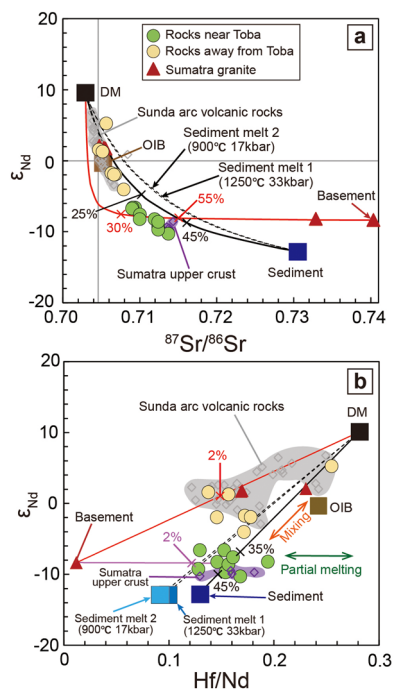 Rocks near Toba
Rocks away from Toba
Sumatra granite
a
20
10
0
-10
-20
εNd
DM
Sunda arc volcanic rocks
OIB
Sediment melt 2
(900℃ 17kbar)
Sediment melt 1
(1250℃ 33kbar)
25%
30%
55%
45%
Basement
Sumatra upper crust
Sediment
0.70 0.71 0.72 0.73 0.74
87Sr/86Sr
b
20
10
0
-10
-20
εNd
Sunda arc volcanic rocks
DM
2%
OIB
Mixing
Basement
2%
35%
Partial melting
Sumatra
upper crust
45%
Sediment
Sediment melt 2
(900℃ 17kbar)
Sediment melt 1
(1250℃ 33kbar)
0 0.1 0.2 0.3
Hf/Nd